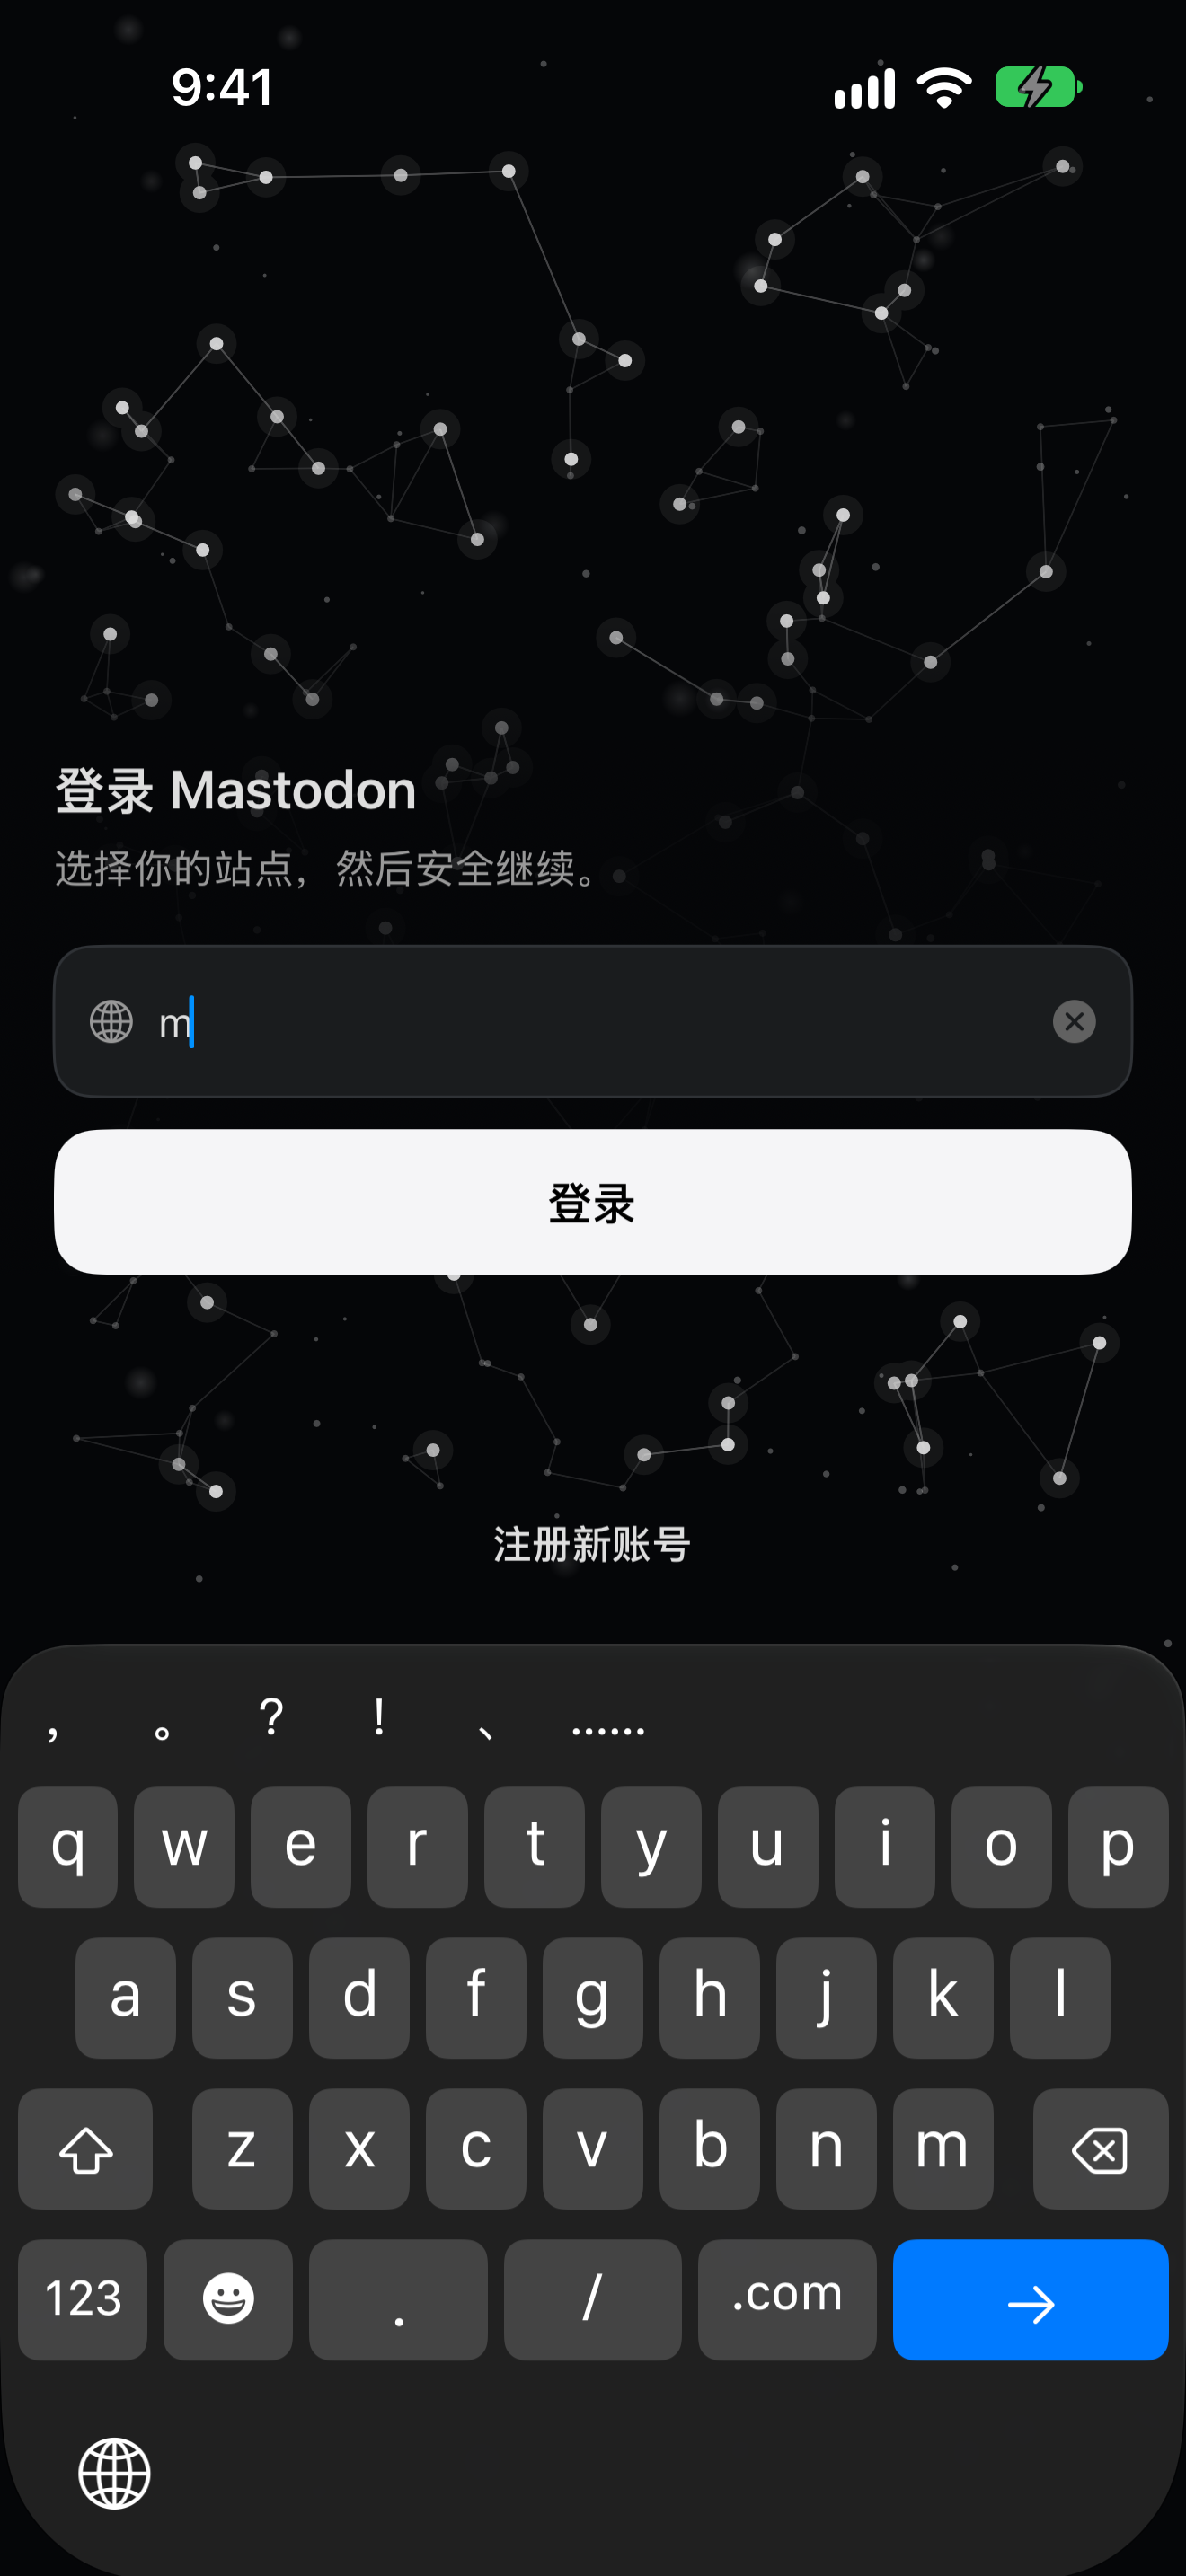 9:41
登录 Mastodon
选择你的站点，然后安全继续。
m
登录
注册新账号
， 。 ？ ！ 、 ……
q w e r t y u i o p
a s d f g h j k l
z x c v b n m
123 . / .com